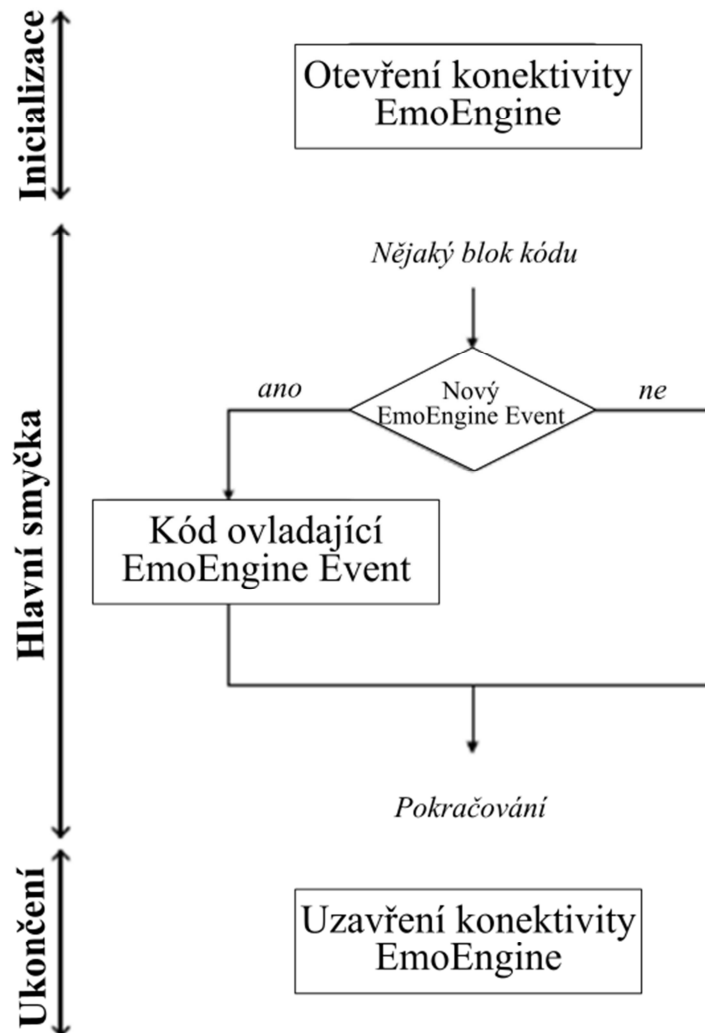 Inicializace
Otevření konektivity
EmoEngine
Hlavní smyčka
Nějaký blok kódu
Nový
EmoEngine Event
ano
ne
Kód ovladající
EmoEngine Event
Pokračování
Ukončení
Uzavření konektivity
EmoEngine